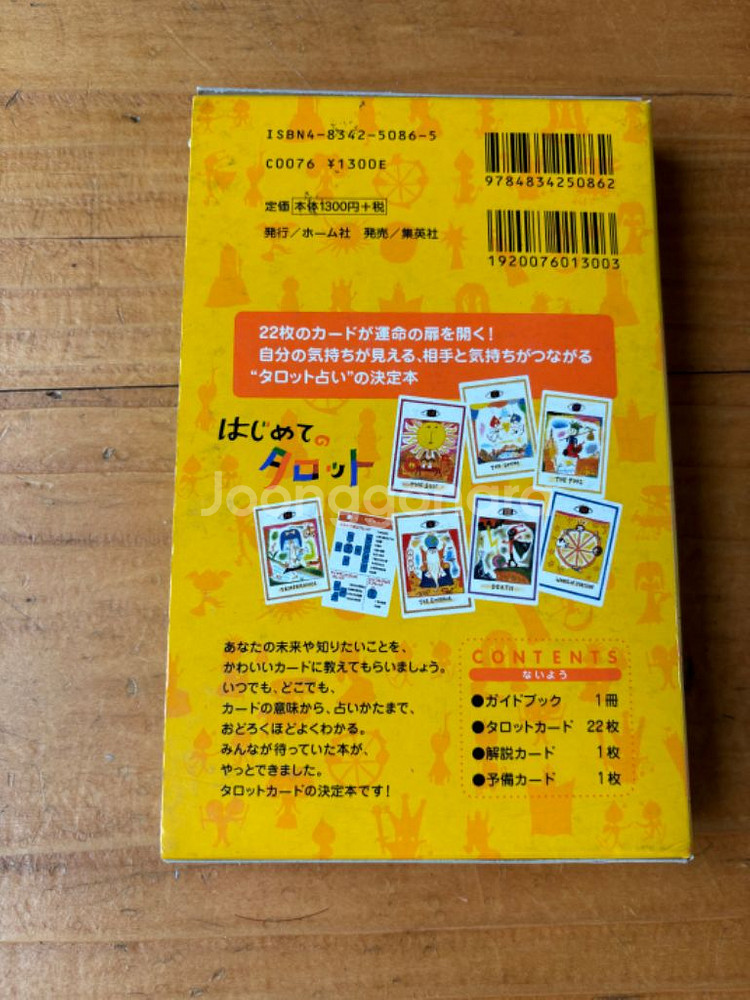 ISBN4-8342-5086-5
C0076 ¥1300E
9784834250862
定価 本体1300円+税
発行/ホーム社 発売/集英社
1920076013003
22枚のカードが運命の扉を開く!
自分の気持ちが見える、相手と気持ちがつながる
“タロット占い”の決定本
はじめての
タロット
Joonggonara
THE SUN
THE FOOL
TEMPERANCE
DEATH
WHEEL OF FORTUNE
あなたの未来や知りたいことを、
かわいいカードに教えてもらいましょう。
いつでも、どこでも、
カードの意味から、占いかたまで、
おどろくほどよくわかる。
みんなが待っていた本が、
やっとできました。
タロットカードの決定本です!
CONTENTS
ないよう
●ガイドブック 1冊
●タロットカード 22枚
●解説カード 1枚
●予備カード 1枚